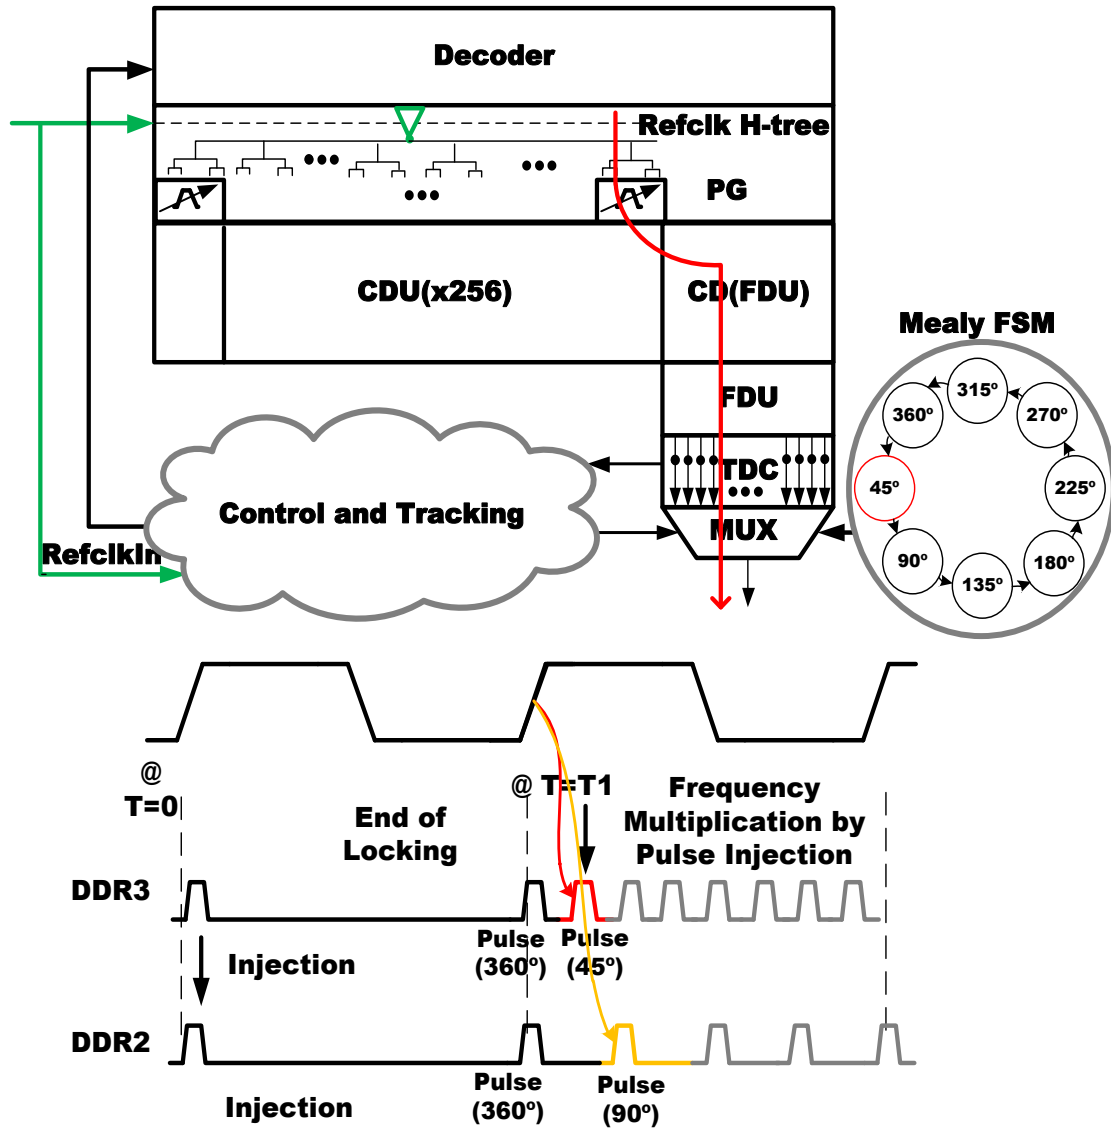 Decoder
Refclk H-tree
PG
CDU(x256)
CD(FDU)
Mealy FSM
FDU
315º
360º
270º
TDC
45º
225º
Control and Tracking
MUX
RefclkIn
90º
180º
135º
@
T=0
@ T=T1
Frequency
Multiplication by
Pulse Injection
End of
Locking
DDR3
Pulse
(360º)
Pulse
(45º)
Injection
DDR2
Pulse
(360º)
Pulse
(90º)
Injection